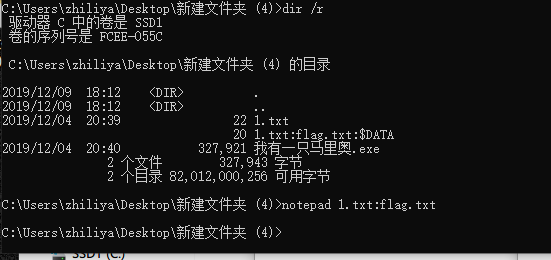 C:\Users\zhiliya\Desktop\新建文件夹 (4)>dir /r
驱动器 C 中的卷是 SSD1
卷的序列号是 FCEE-055C
C:\Users\zhiliya\Desktop\新建文件夹 (4) 的目录
2019/12/09  18:12    <DIR>          .
2019/12/09  18:12    <DIR>          ..
2019/12/04  20:39                22 1.txt
20 1.txt:flag.txt:$DATA
2019/12/04  20:40           327,921 我有一只马里奥.exe
2 个文件        327,943 字节
2 个目录 82,012,000,256 可用字节
C:\Users\zhiliya\Desktop\新建文件夹 (4)>notepad 1.txt:flag.txt
C:\Users\zhiliya\Desktop\新建文件夹 (4)>
SSD1 (C:)